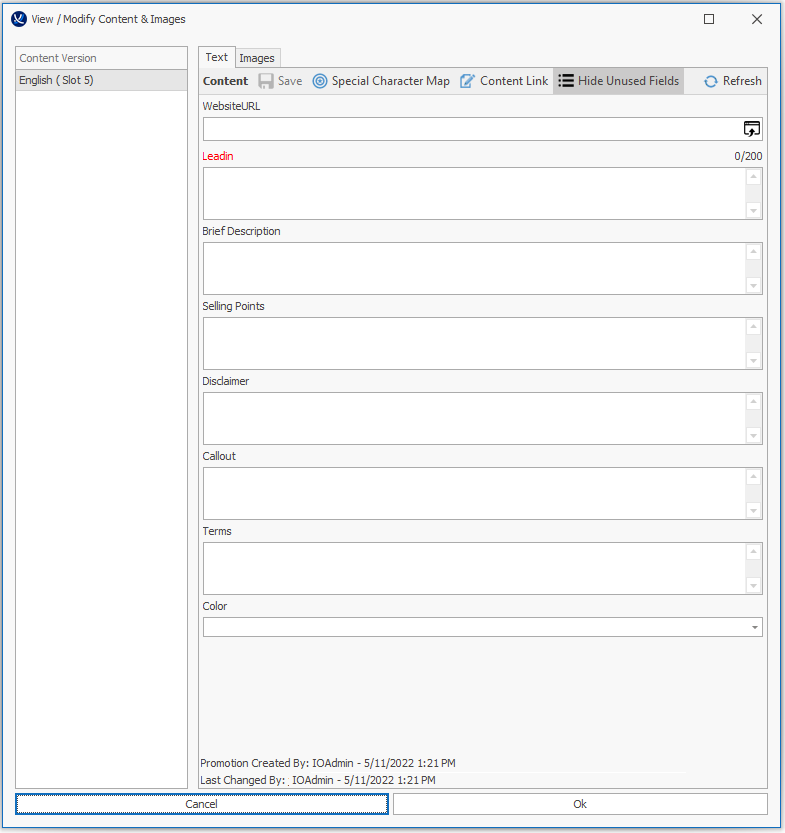 View / Modify Content & Images
Content Version
English ( Slot 5)
Text Images
Content Save Special Character Map Content Link Hide Unused Fields Refresh
WebsiteURL
Leadin 0/200
Brief Description
Selling Points
Disclaimer
Callout
Terms
Color
Promotion Created By: IOAdmin - 5/11/2022 1:21 PM
Last Changed By: IOAdmin - 5/11/2022 1:21 PM
Cancel Ok